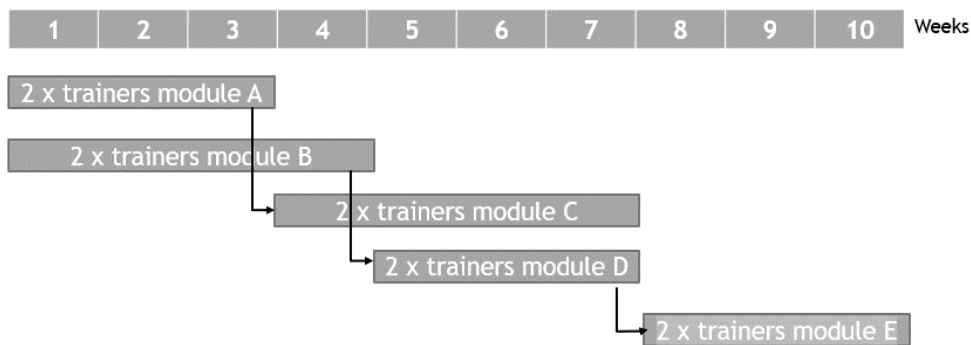 1 2 3 4 5 6 7 8 9 10 Weeks
2 x trainers module A
2 x trainers module B
2 x trainers module C
2 x trainers module D
2 x trainers module E